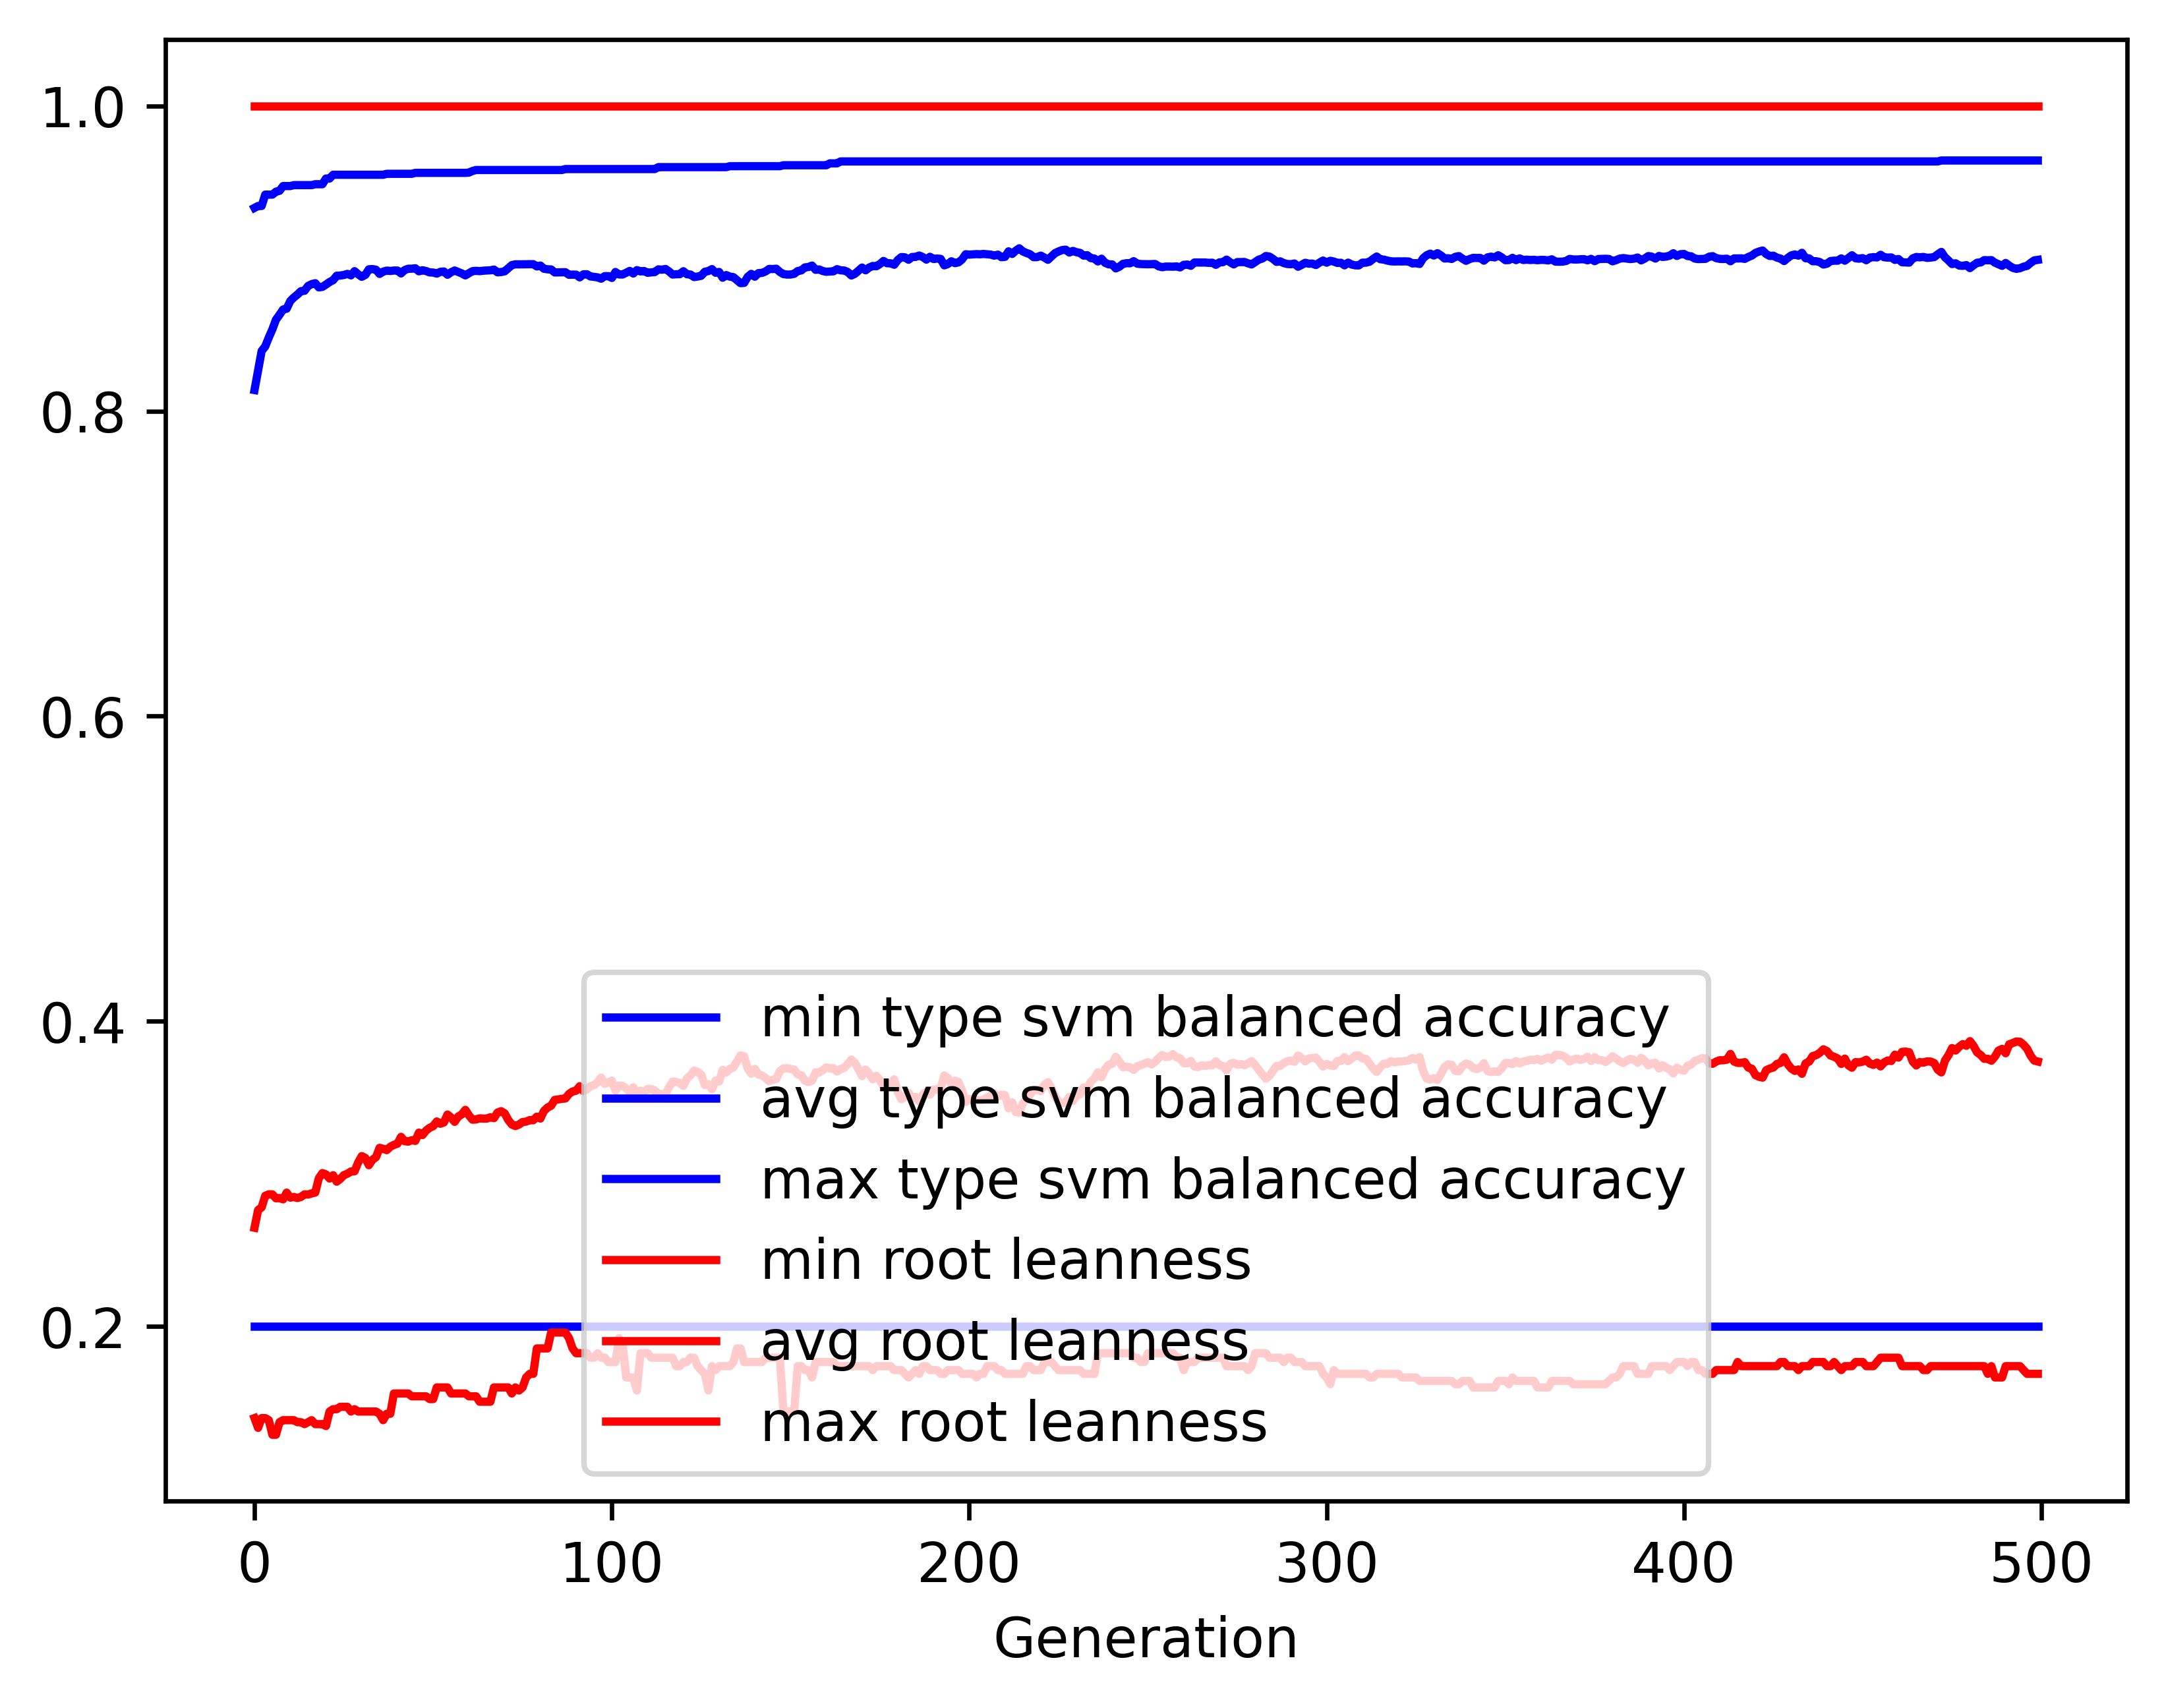 1.0
0.8
0.6
0.4
0.2
min type svm balanced accuracy
avg type svm balanced accuracy
max type svm balanced accuracy
min root leanness
avg root leanness
max root leanness
0 100 200 300 400 500
Generation